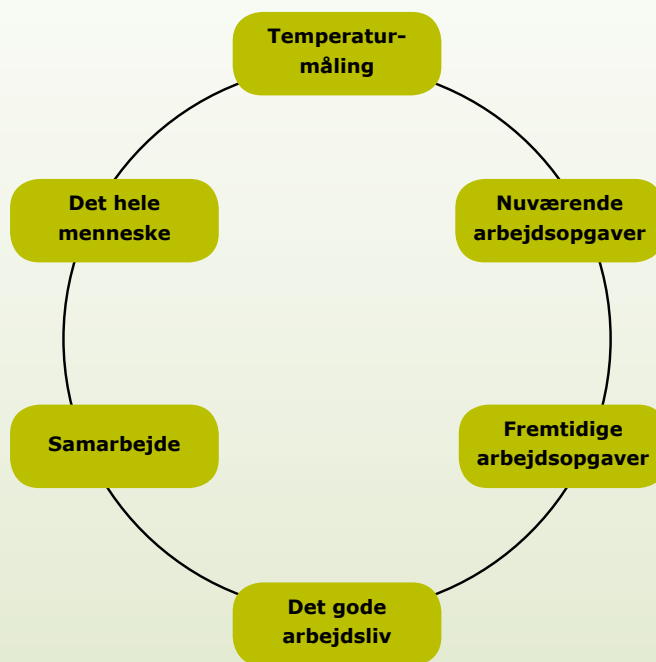 Temperatur-
måling
Nuværende
arbejdsopgaver
Fremtidige
arbejdsopgaver
Det gode
arbejdsliv
Samarbejde
Det hele
menneske